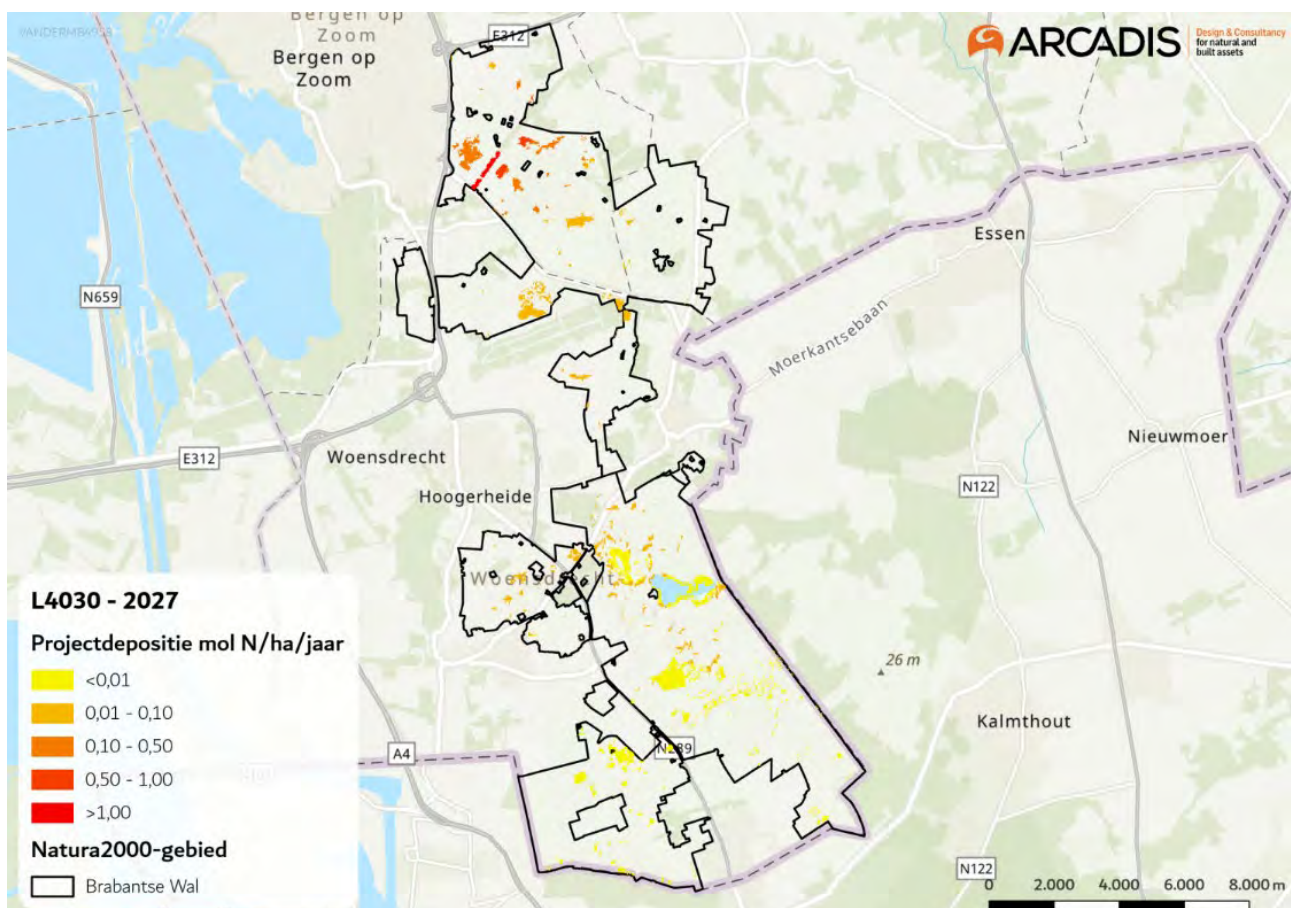 Bergen op
Zoom
Bergen op
Zoom
E312
ARCADIS
Design & Consultancy
for natural and
built assets
Essen
N659
Moerkantsebaan
Nieuwmoer
E312
Woensdrecht
N122
Hoogerheide
Woensdrecht
26 m
Kalmthout
N289
A4
N122
L4030 - 2027
Projectdepositie mol N/ha/jaar
<0,01
0,01 - 0,10
0,10 - 0,50
0,50 - 1,00
>1,00
Natura2000-gebied
Brabantse Wal
0 2.000 4.000 6.000 8.000 m